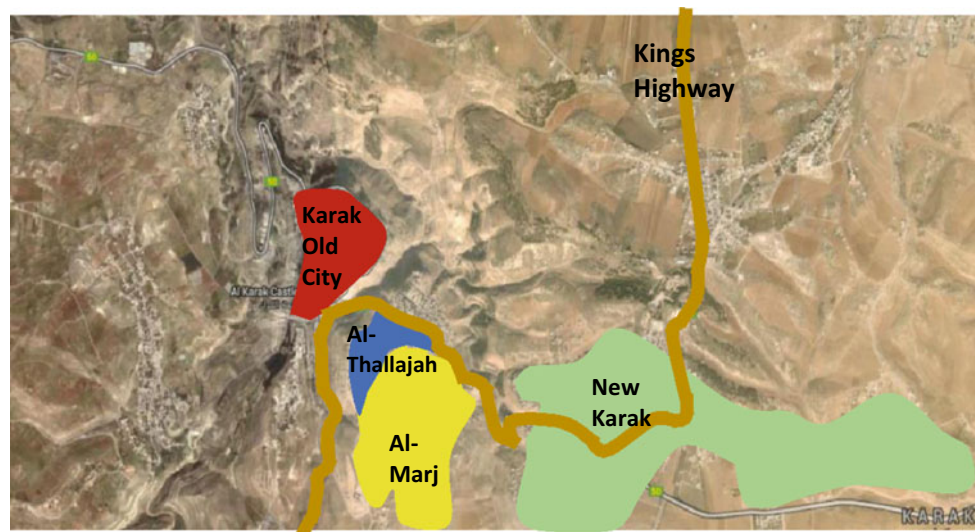 Kings
Highway
Karak
Old
City
Al Karak Castle
Al-
Thallajah
New
Karak
Al-
Marj
KARAK